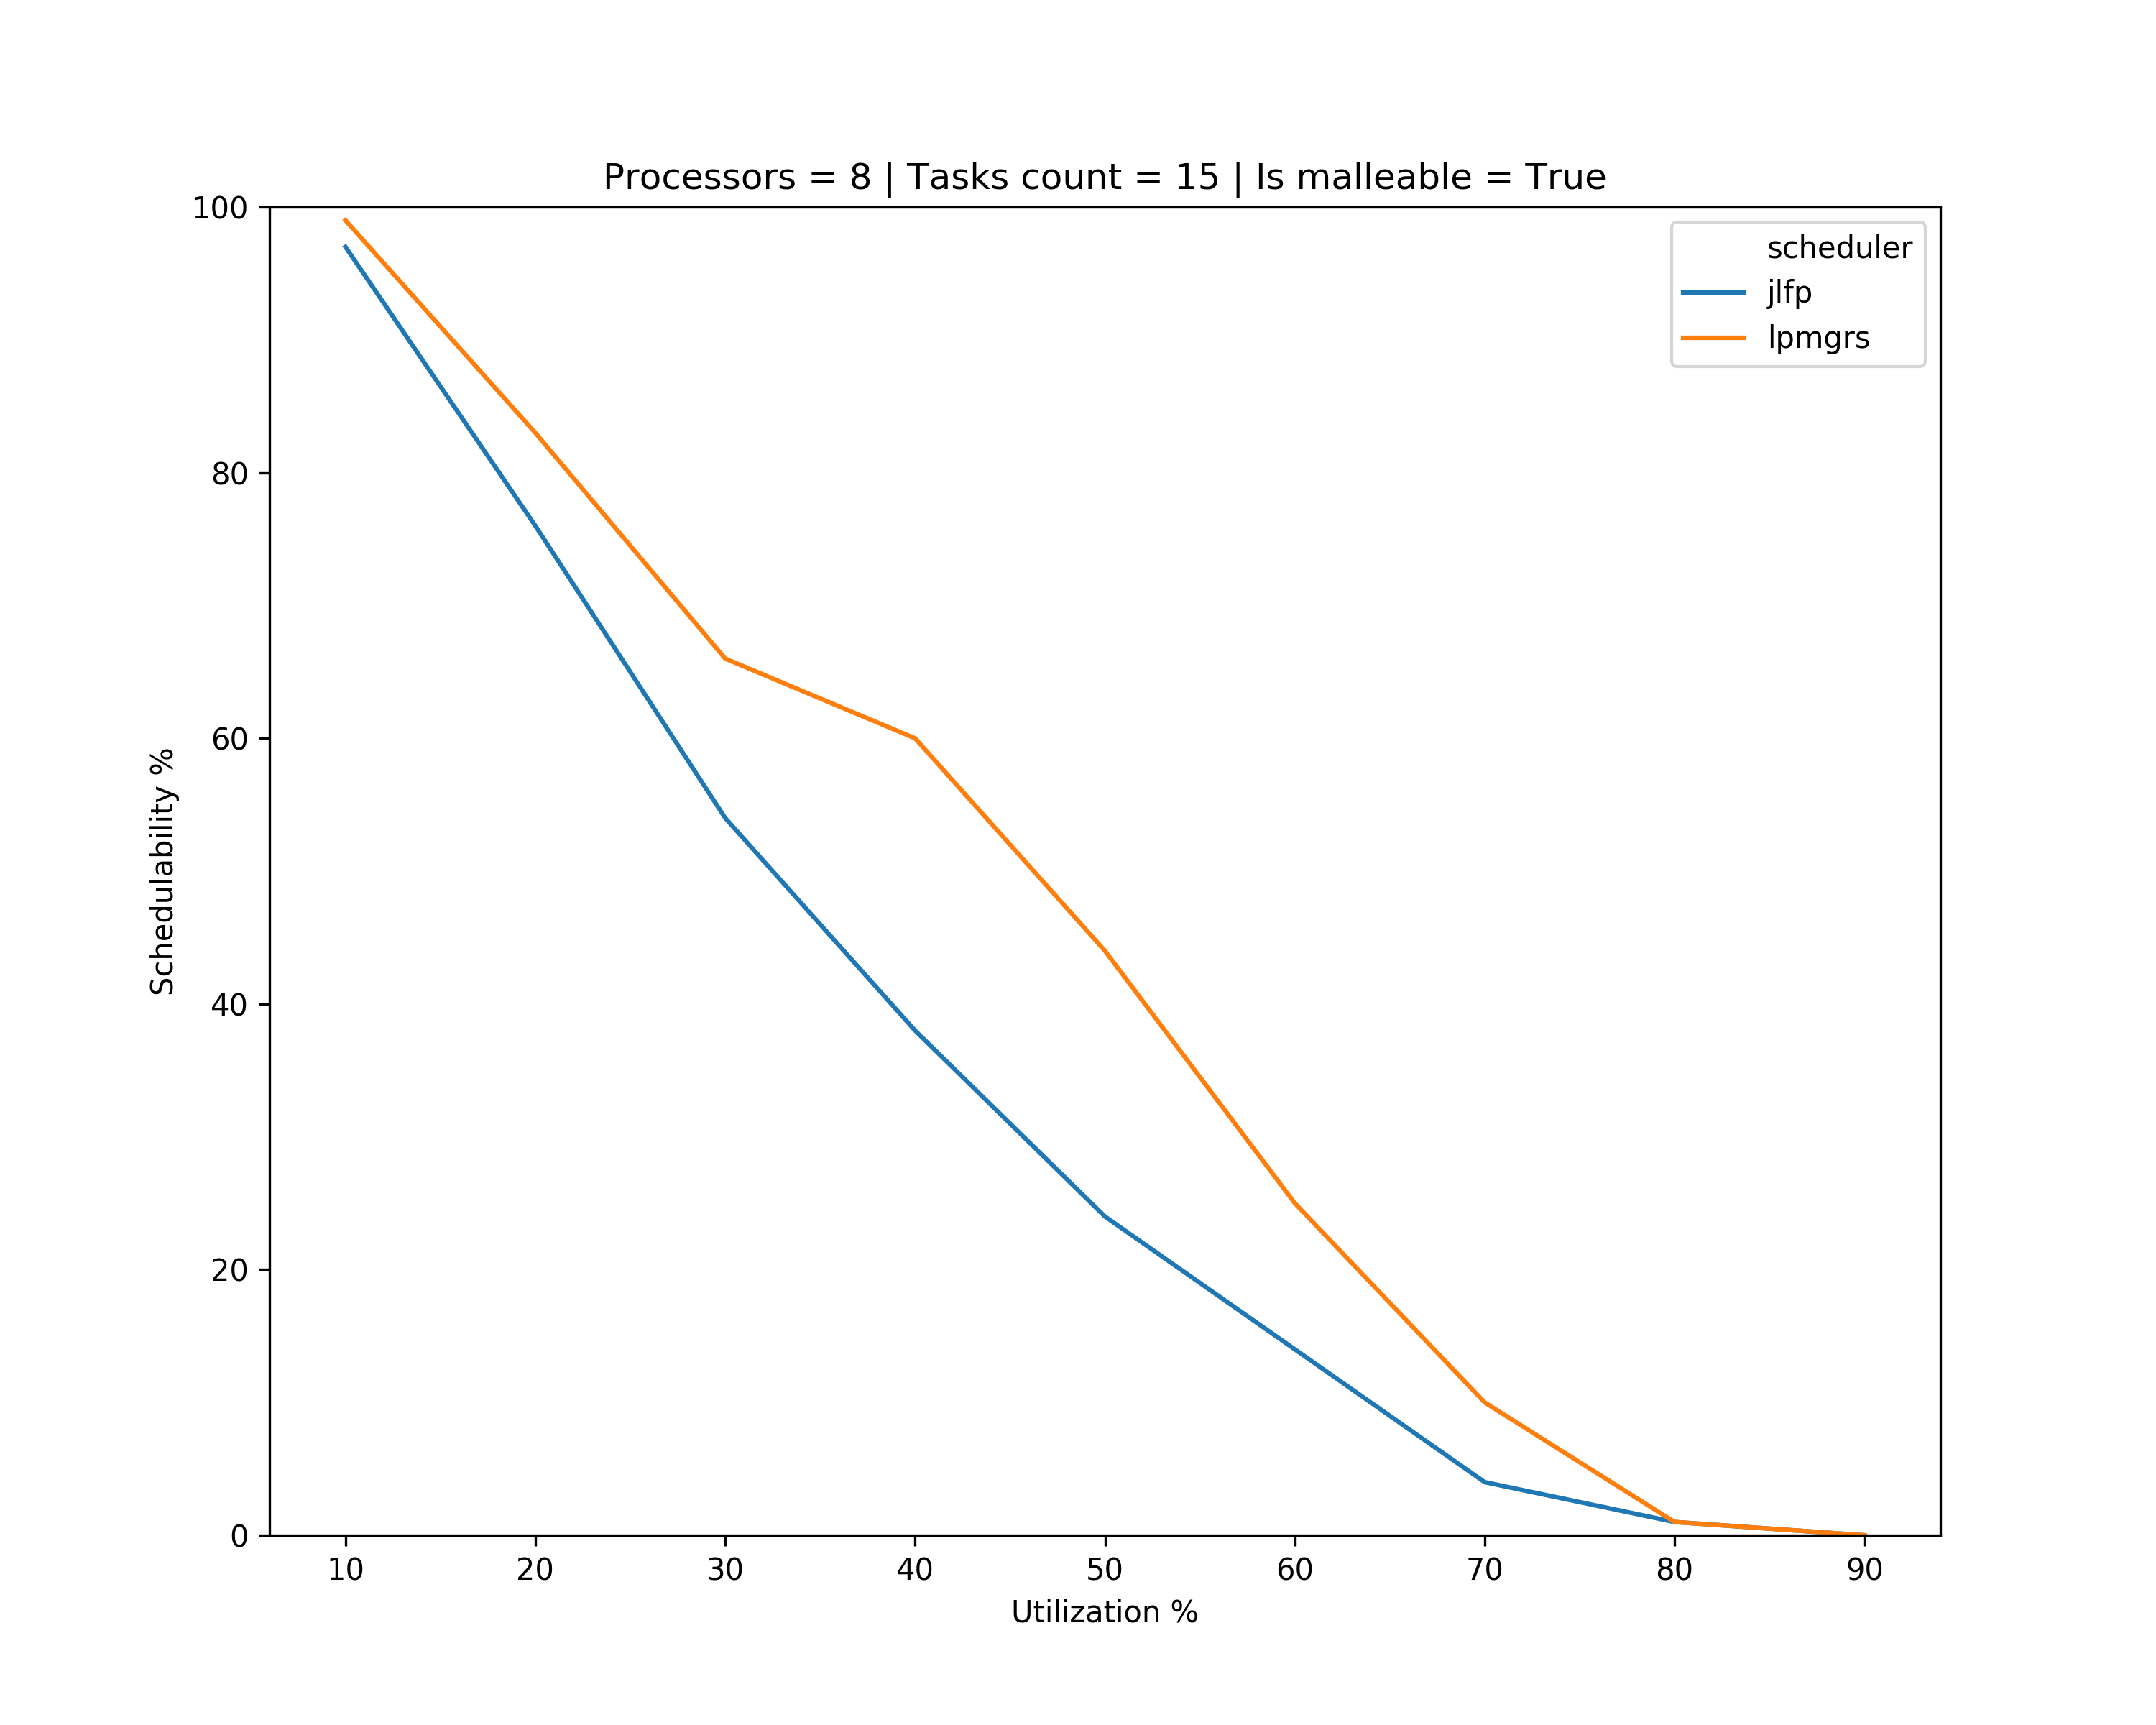 Processors = 8 | Tasks count = 15 | Is malleable = True
100
80
60
40
20
0
Schedulability %
scheduler
jlfp
lpmgrs
10 20 30 40 50 60 70 80 90
Utilization %